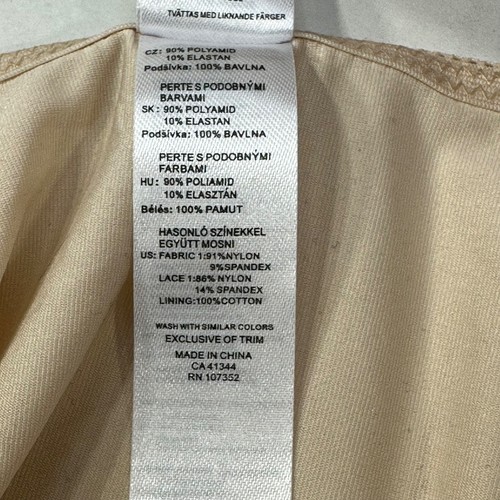 TVÄTTAS MED LIKNANDE FÄRGER
CZ: 90% POLYAMID
10% ELASTAN
Podšívka: 100% BAVLNA
PERTE S PODOBNÝMI
BARVAMI
SK: 90% POLYAMID
10% ELASTAN
Podšívka: 100% BAVLNA
PERTE S PODOBNÝMI
FARBAMI
HU: 90% POLIAMID
10% ELASZTÁN
Bélés: 100% PAMUT
HASONLÓ SZÍNEKKEL
EGYÜTT MOSNI
US: FABRIC 1:91%NYLON
9%SPANDEX
LACE 1:86% NYLON
14% SPANDEX
LINING:100%COTTON
WASH WITH SIMILAR COLORS
EXCLUSIVE OF TRIM
MADE IN CHINA
CA 41344
RN 107352